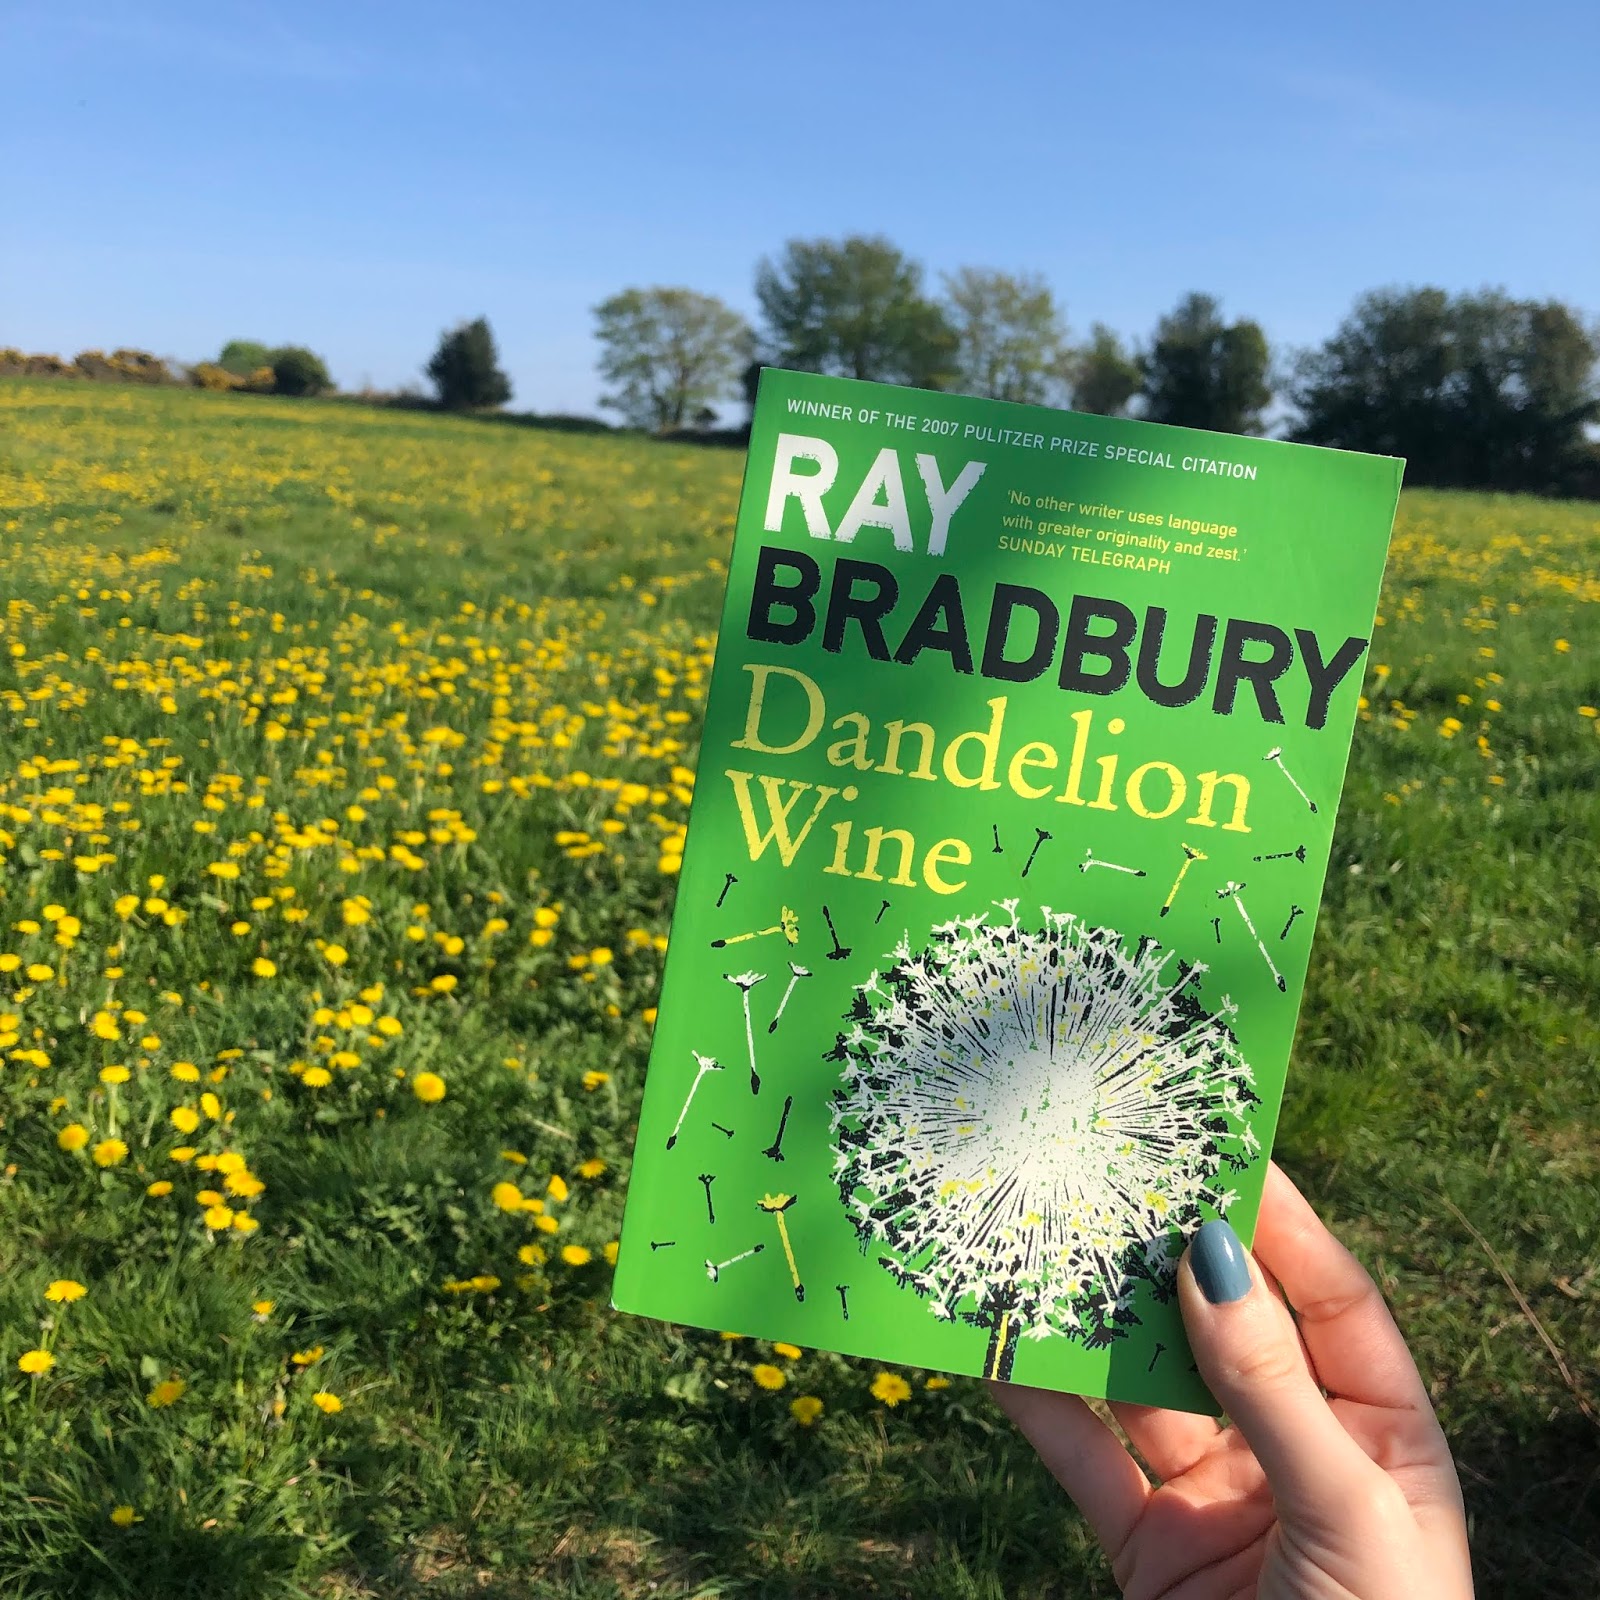 WINNER OF THE 2007 PULITZER PRIZE SPECIAL CITATION
RAY
'No other writer uses language
with greater originality and zest.'
SUNDAY TELEGRAPH
BRADBURY
Dandelion
Wine